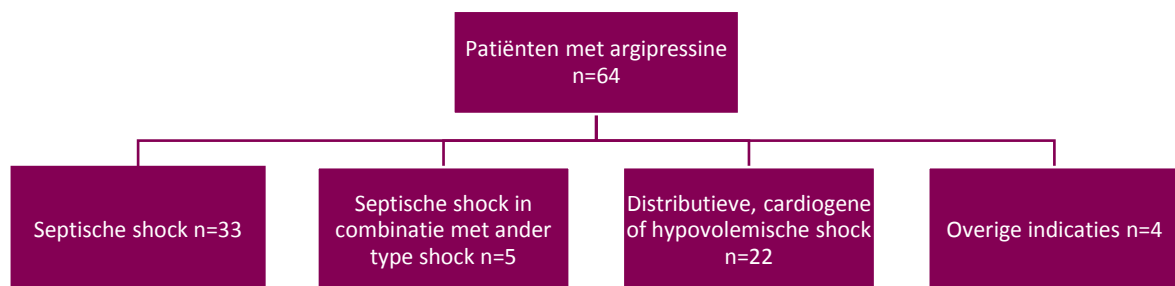 Patiënten met argipressine
n=64
Septische shock n=33
Septische shock in
combinatie met ander
type shock n=5
Distributieve, cardiogene
of hypovolemische shock
n=22
Overige indicaties n=4